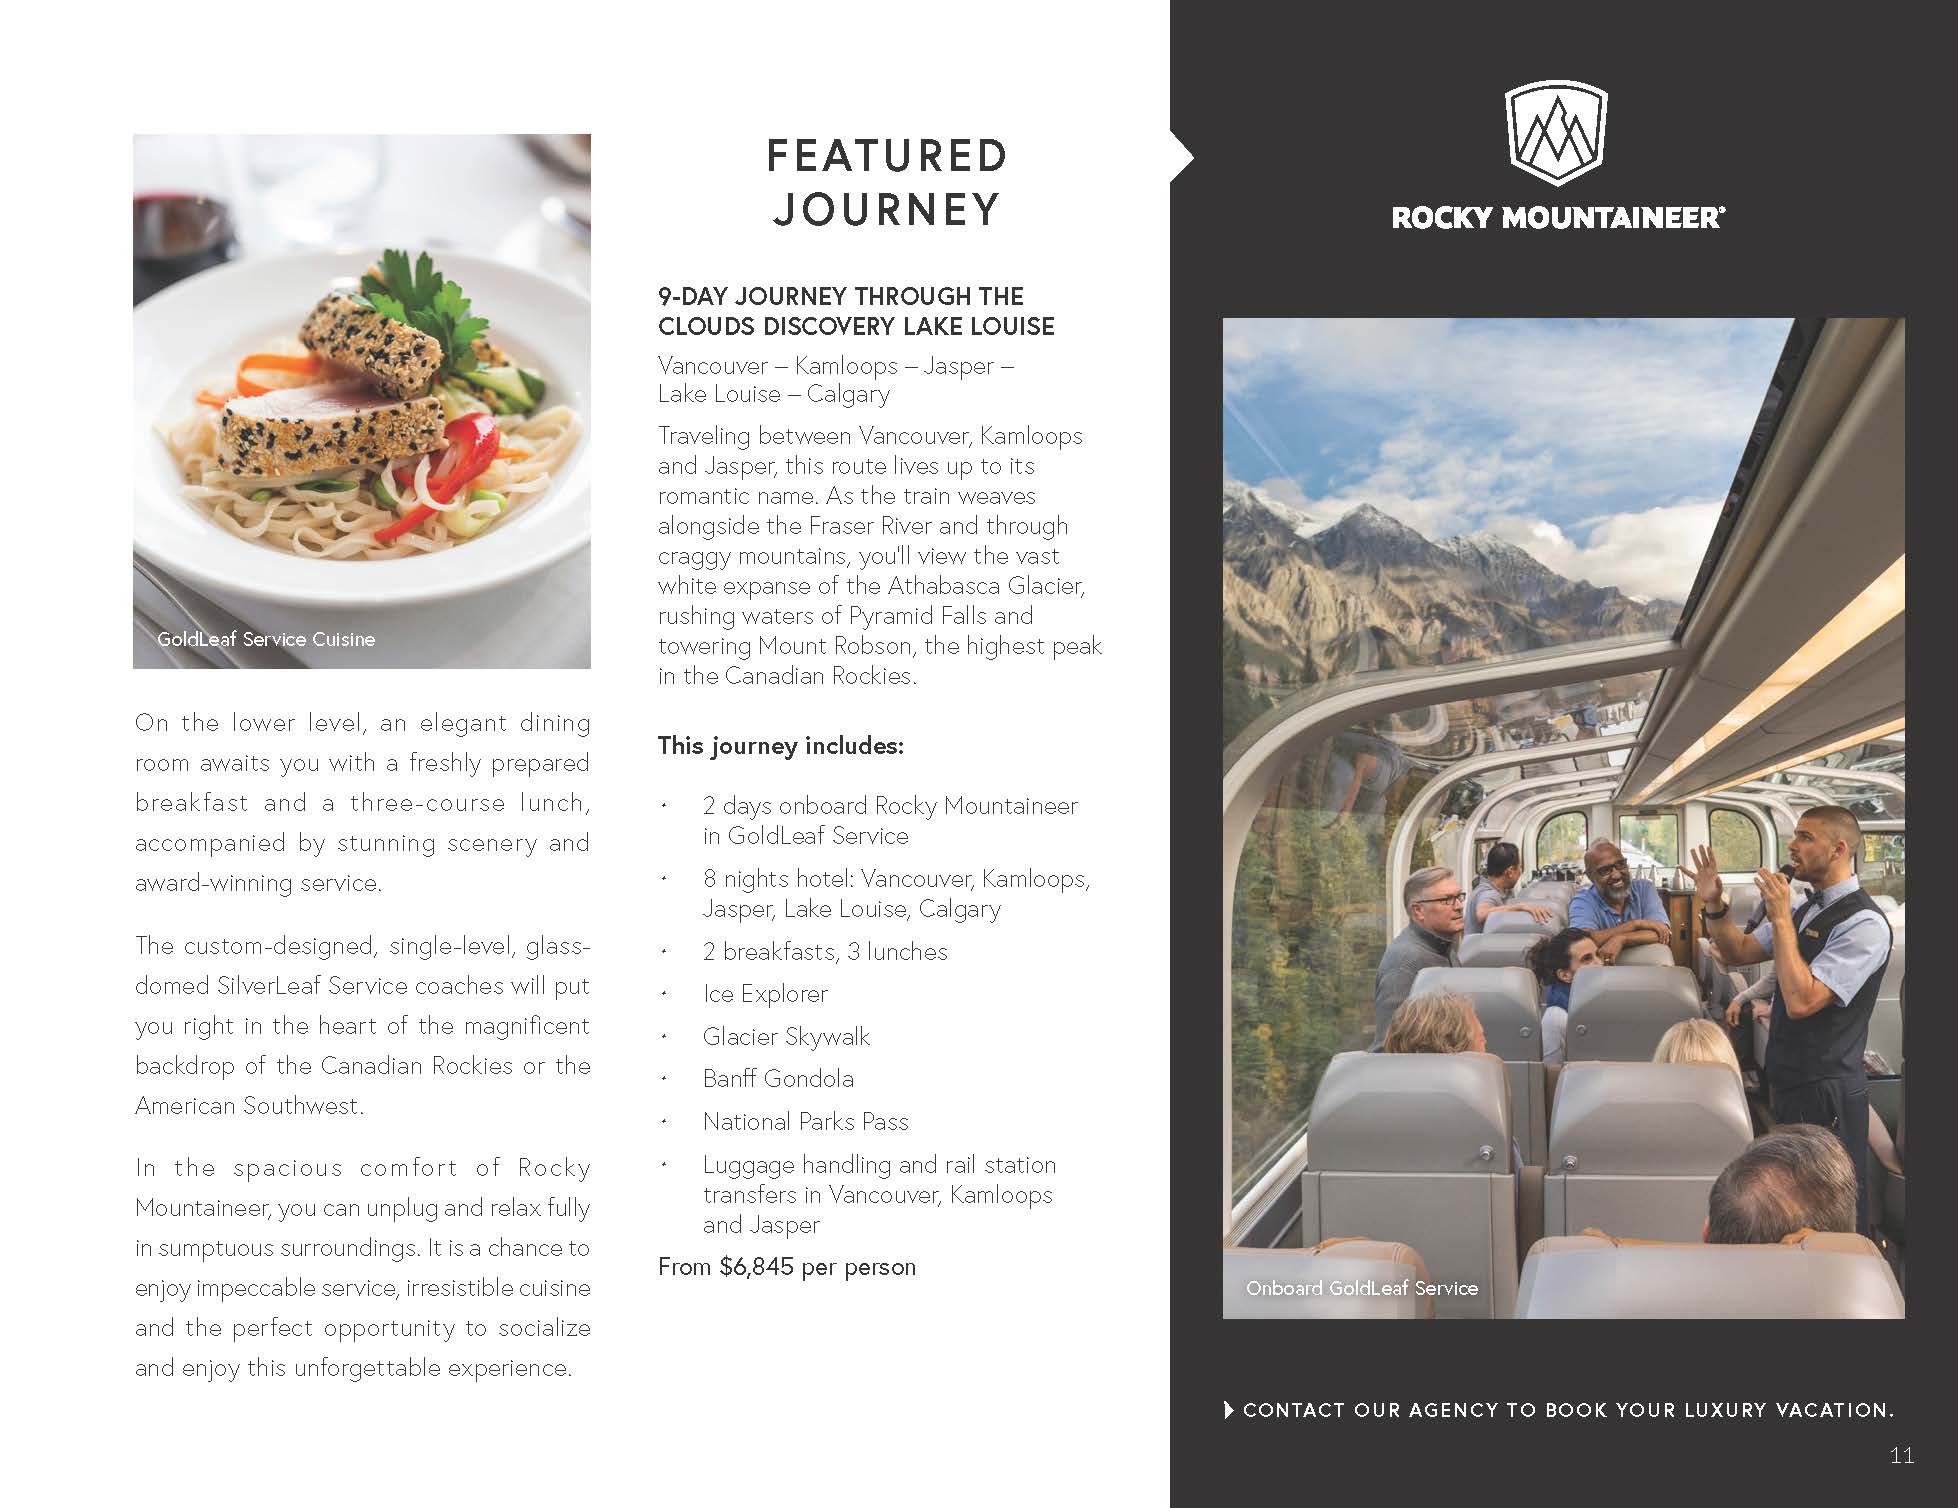 GoldLeaf Service Cuisine
On the lower level, an elegant dining
room awaits you with a freshly prepared
breakfast and a three-course lunch,
accompanied by stunning scenery and
award-winning service.
The custom-designed, single-level, glass-
domed SilverLeaf Service coaches will put
you right in the heart of the magnificent
backdrop of the Canadian Rockies or the
American Southwest.
In the spacious comfort of Rocky
Mountaineer, you can unplug and relax fully
in sumptuous surroundings. It is a chance to
enjoy impeccable service, irresistible cuisine
and the perfect opportunity to socialize
and enjoy this unforgettable experience.
FEATURED
JOURNEY
9-DAY JOURNEY THROUGH THE
CLOUDS DISCOVERY LAKE LOUISE
Vancouver – Kamloops – Jasper –
Lake Louise – Calgary
Traveling between Vancouver, Kamloops
and Jasper, this route lives up to its
romantic name. As the train weaves
alongside the Fraser River and through
craggy mountains, you'll view the vast
white expanse of the Athabasca Glacier,
rushing waters of Pyramid Falls and
towering Mount Robson, the highest peak
in the Canadian Rockies.
This journey includes:
• 2 days onboard Rocky Mountaineer
in GoldLeaf Service
• 8 nights hotel: Vancouver, Kamloops,
Jasper, Lake Louise, Calgary
• 2 breakfasts, 3 lunches
• Ice Explorer
• Glacier Skywalk
• Banff Gondola
• National Parks Pass
• Luggage handling and rail station
transfers in Vancouver, Kamloops
and Jasper
From $6,845 per person
ROCKY MOUNTAINEER®
Onboard GoldLeaf Service
CONTACT OUR AGENCY TO BOOK YOUR LUXURY VACATION.
11